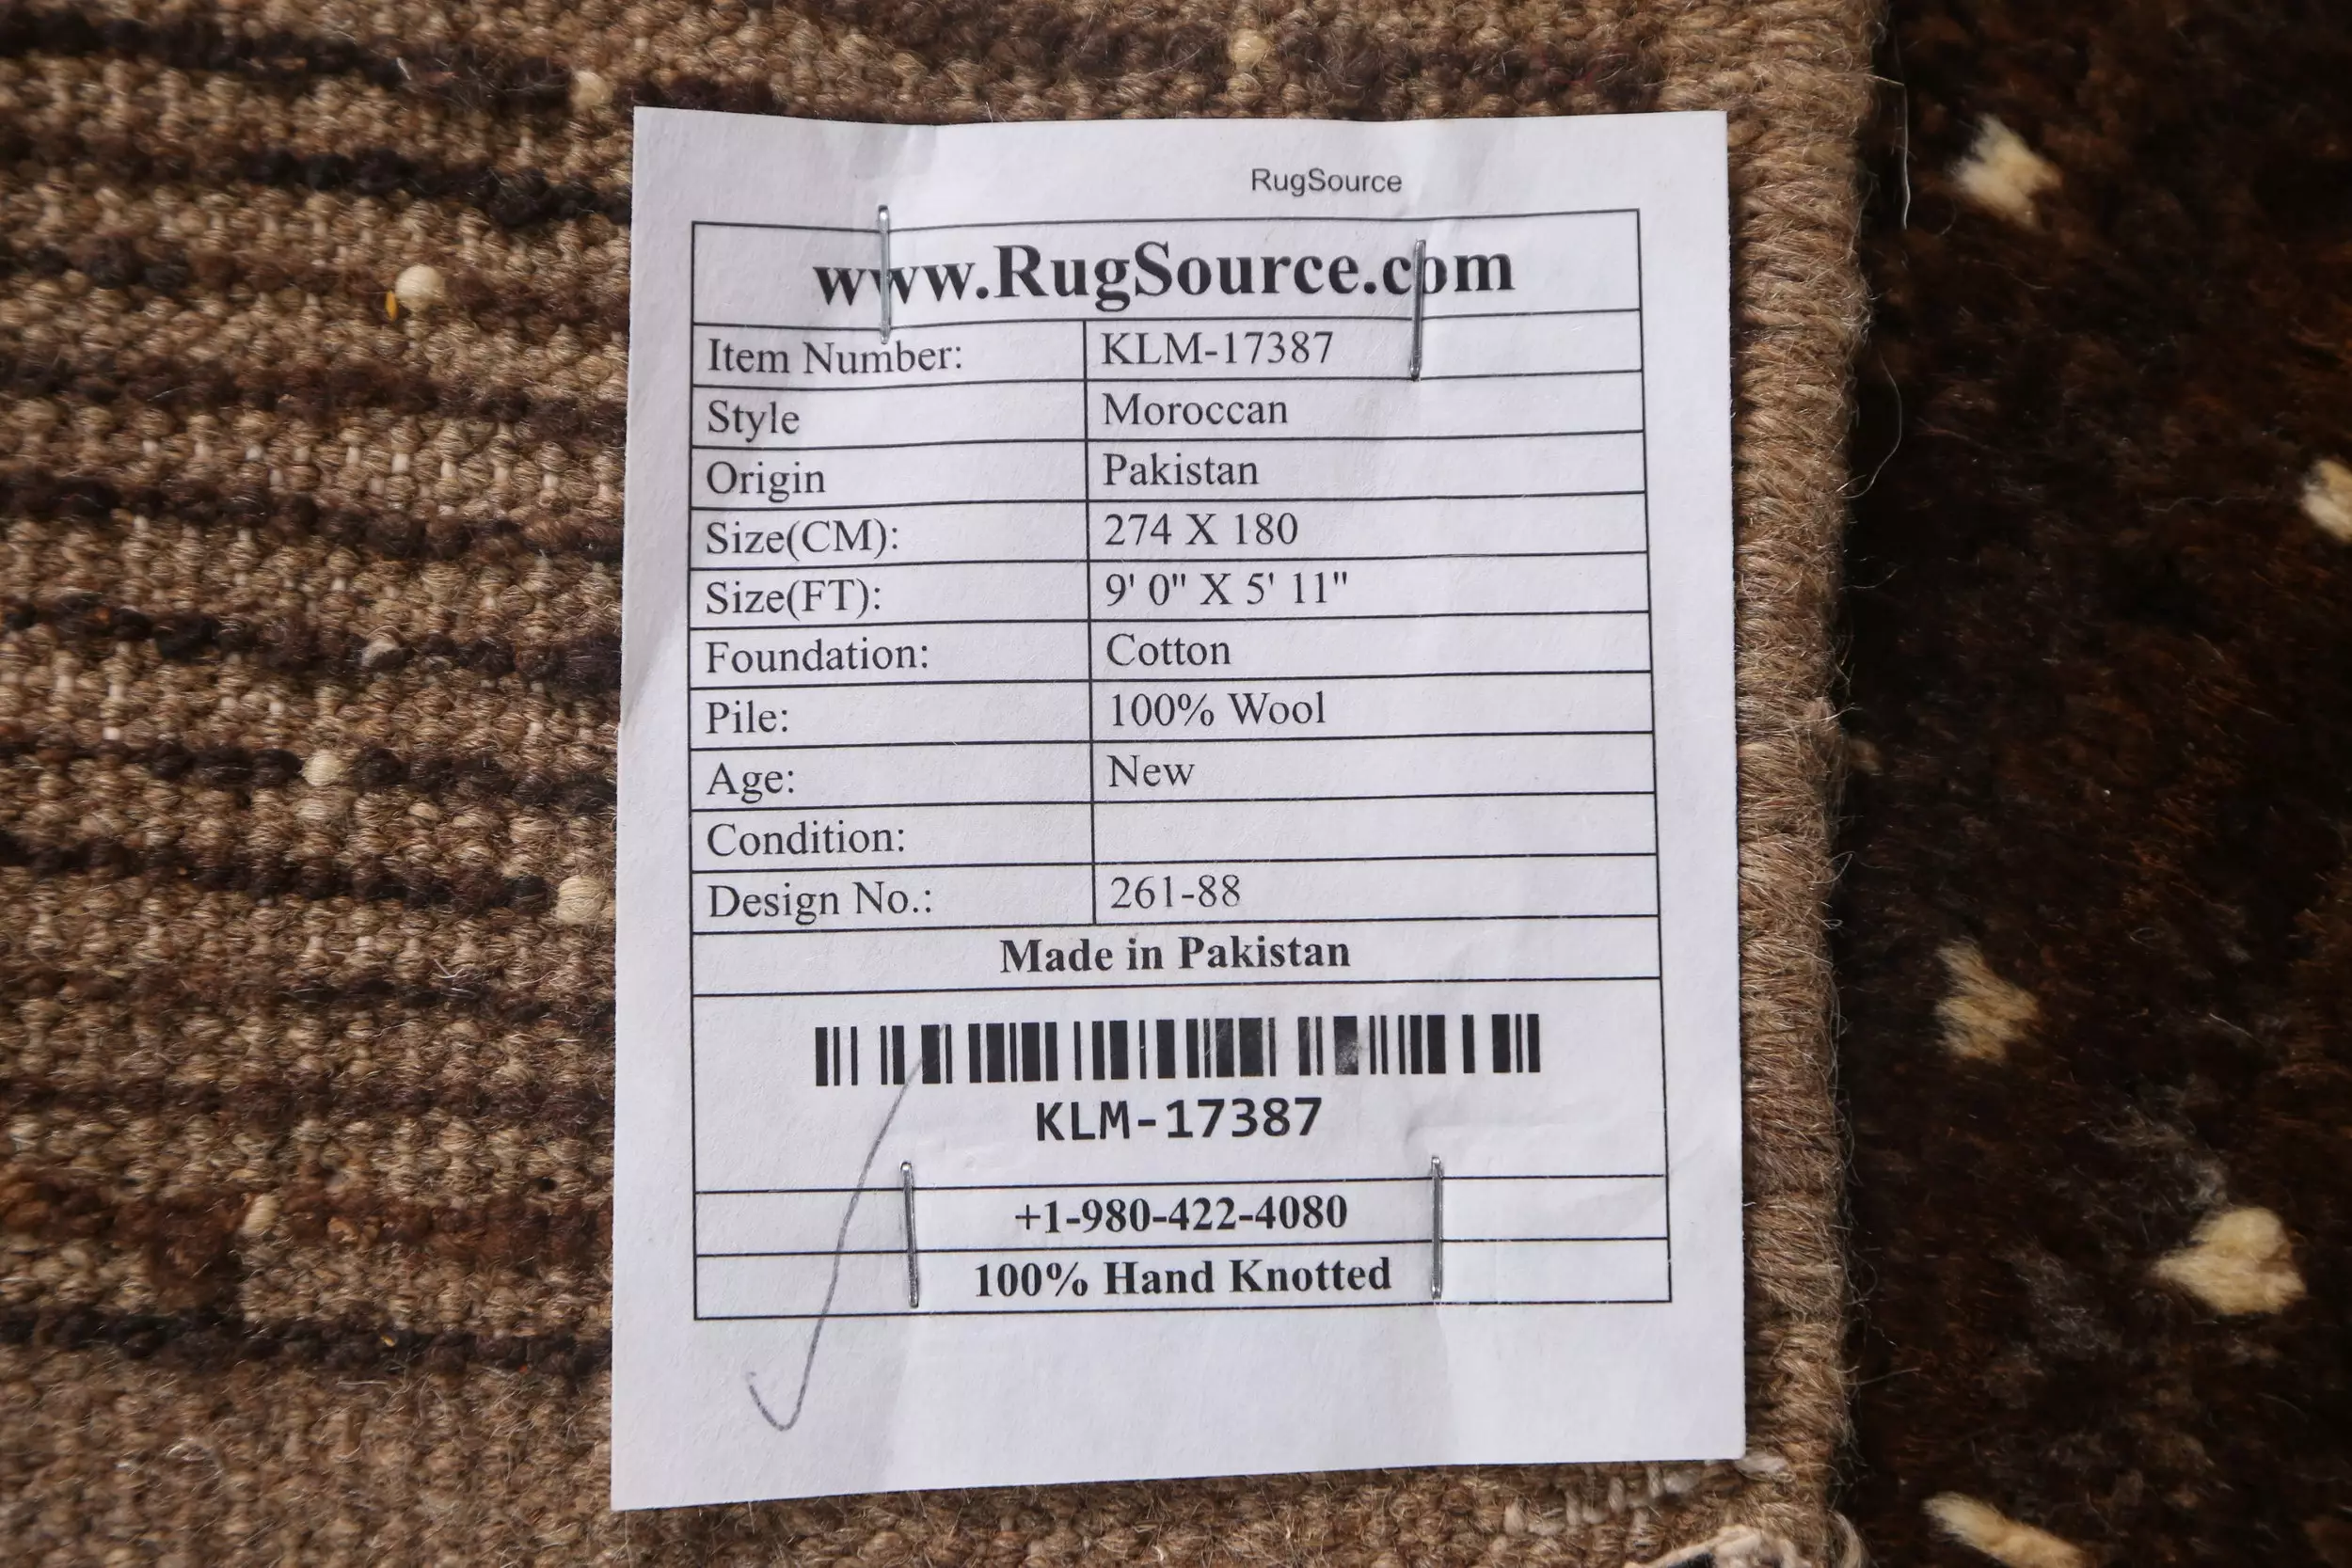 RugSource
www.RugSource.com
Item Number: KLM-17387
Style Moroccan
Origin Pakistan
Size(CM): 274 X 180
Size(FT): 9' 0" X 5' 11"
Foundation: Cotton
Pile: 100% Wool
Age: New
Condition:
Design No.: 261-88
Made in Pakistan
KLM-17387
+1-980-422-4080
100% Hand Knotted